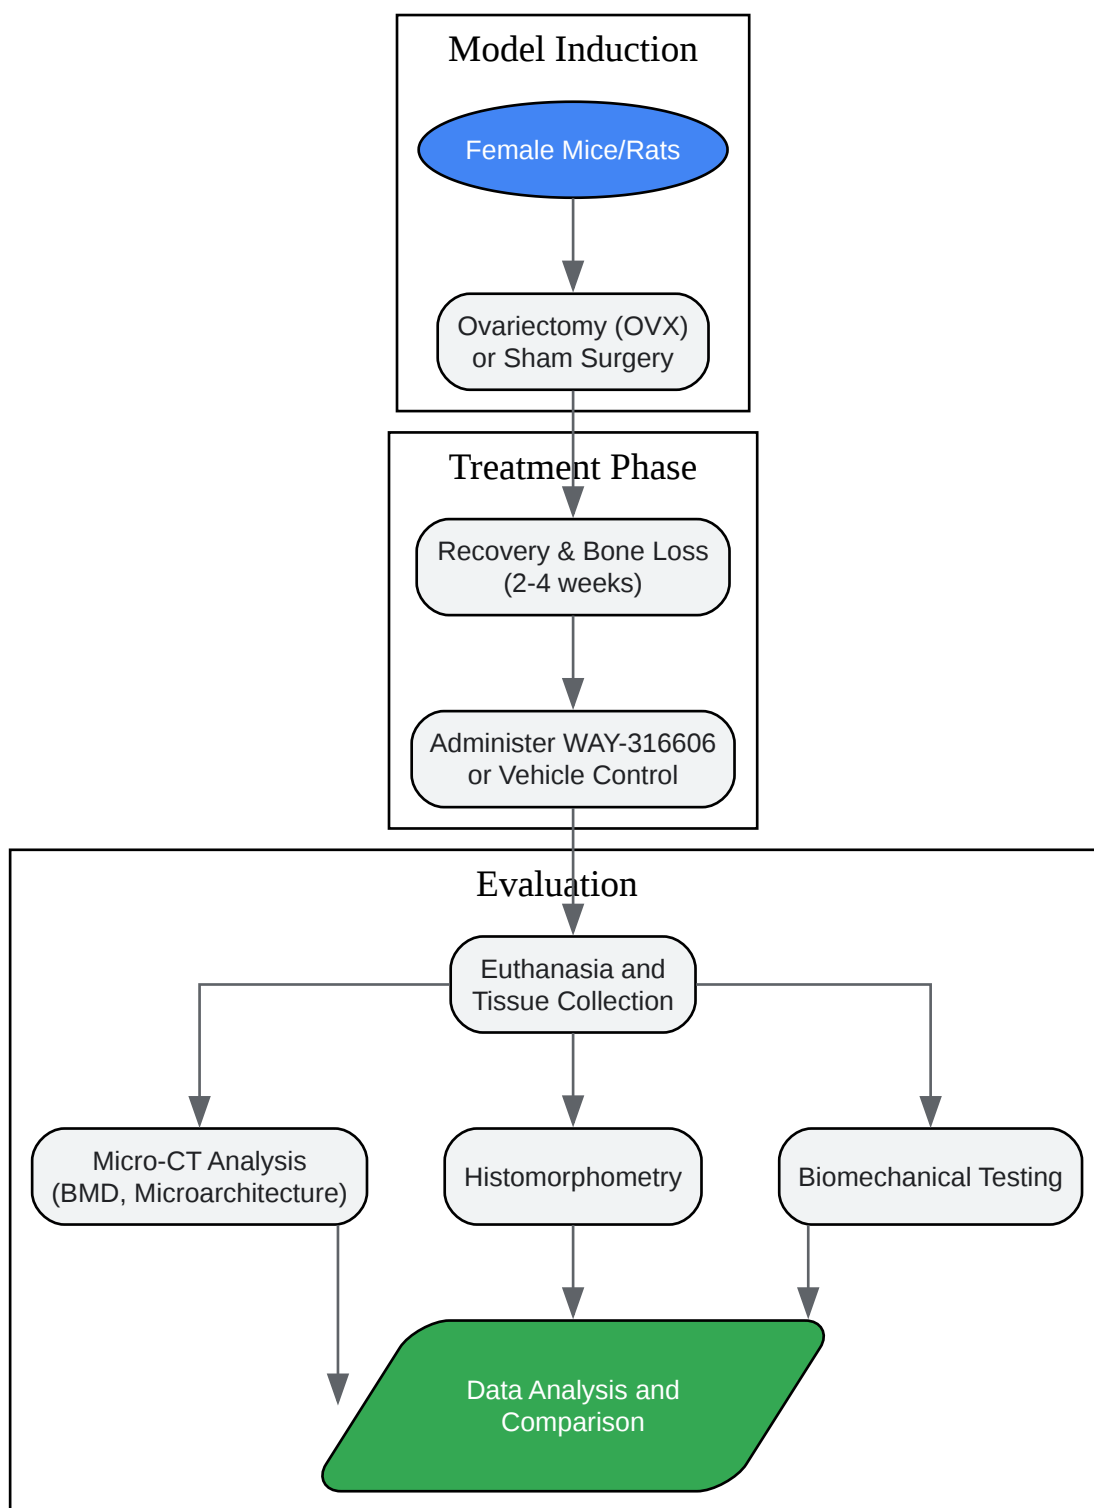 Model Induction
Female Mice/Rats
Ovariectomy (OVX)
or Sham Surgery
Treatment Phase
Recovery & Bone Loss
(2-4 weeks)
Administer WAY-316606
or Vehicle Control
Evaluation
Euthanasia and
Tissue Collection
Micro-CT Analysis
(BMD, Microarchitecture)
Histomorphometry
Biomechanical Testing
Data Analysis and
Comparison